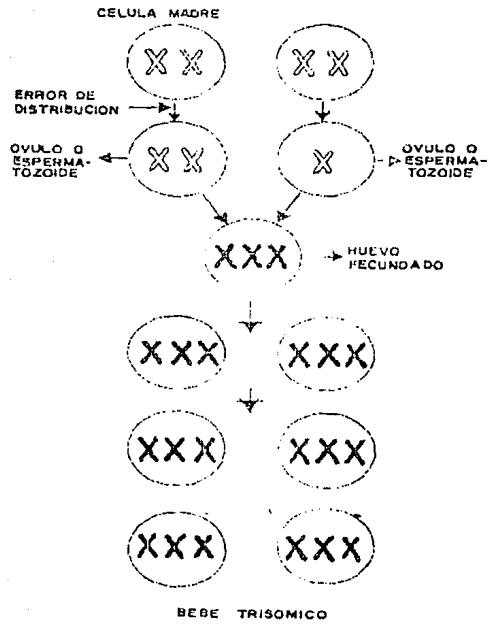 CELULA MADRE
ERROR DE
DISTRIBUCION
OVULO O
ESPERMA-
TOZOIDE
OVULO O
ESPERMA-
TOZOIDE
HUEVO
FECUNDADO
BEBE TRISOMICO